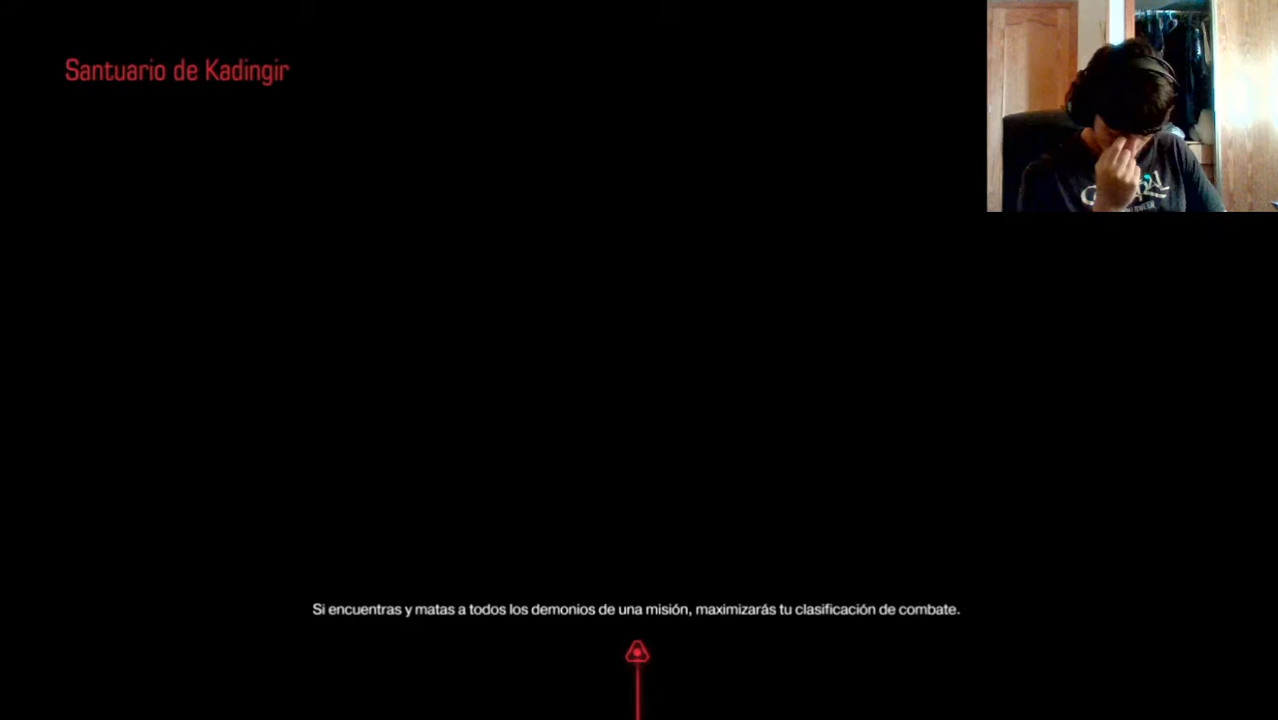 Santuario de Kadingir
Si encuentras y matas a todos los demonios de una misión, maximizarás tu clasificación de combate.